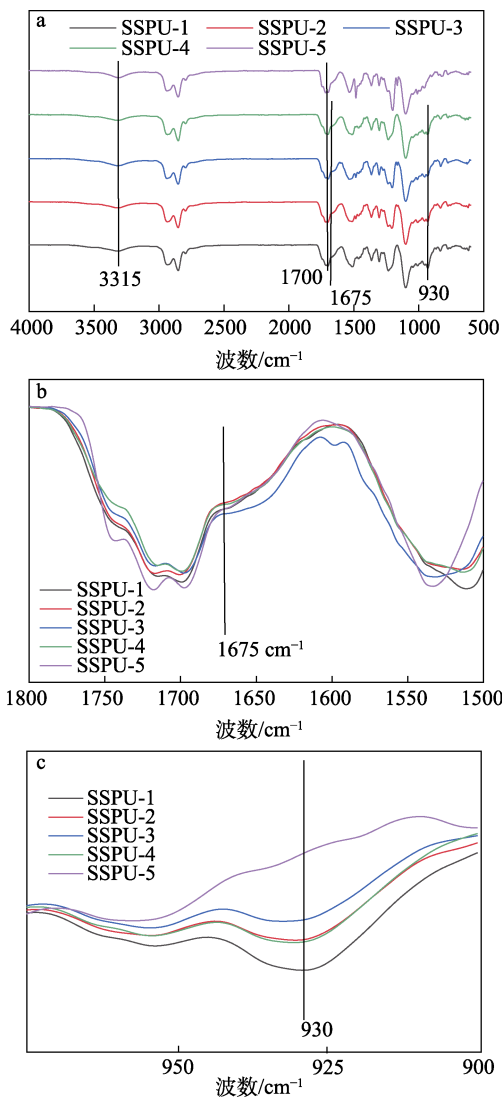 a
SSPU-1 SSPU-2 SSPU-3
SSPU-4 SSPU-5
3315 1700 1675 930
4000 3500 3000 2500 2000 1500 1000 500
波数/cm⁻¹
b
SSPU-1
SSPU-2
SSPU-3
SSPU-4
SSPU-5
1675 cm⁻¹
1800 1750 1700 1650 1600 1550 1500
波数/cm⁻¹
c
SSPU-1
SSPU-2
SSPU-3
SSPU-4
SSPU-5
930
950 925 900
波数/cm⁻¹